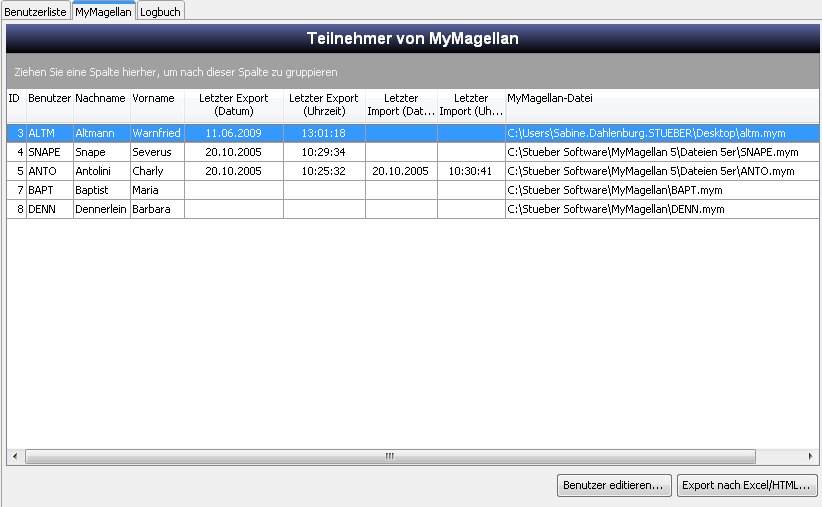 Benutzerliste MyMagellan Logbuch
Teilnehmer von MyMagellan
Ziehen Sie eine Spalte hierher, um nach dieser Spalte zu gruppieren
ID Benutzer Nachname Vorname Letzter Export (Datum) Letzter Export (Uhrzeit) Letzter Import (Dat... Letzter Import (Uh... MyMagellan-Datei
3 ALTM Altmann Warnfried 11.06.2009 13:01:18 C:\Users\Sabine.Dahlenburg.STUEBER\Desktop\altm.mym
4 SNAPE Snape Severus 20.10.2005 10:29:34 C:\Stueber Software\MyMagellan 5\Dateien 5er\SNAPE.mym
5 ANTO Antolini Charly 20.10.2005 10:25:32 20.10.2005 10:30:41 C:\Stueber Software\MyMagellan 5\Dateien 5er\ANTO.mym
7 BAPT Baptist Maria C:\Stueber Software\MyMagellan\BAPT.mym
8 DENN Dennerlein Barbara C:\Stueber Software\MyMagellan\DENN.mym
Benutzer editieren... Export nach Excel/HTML...